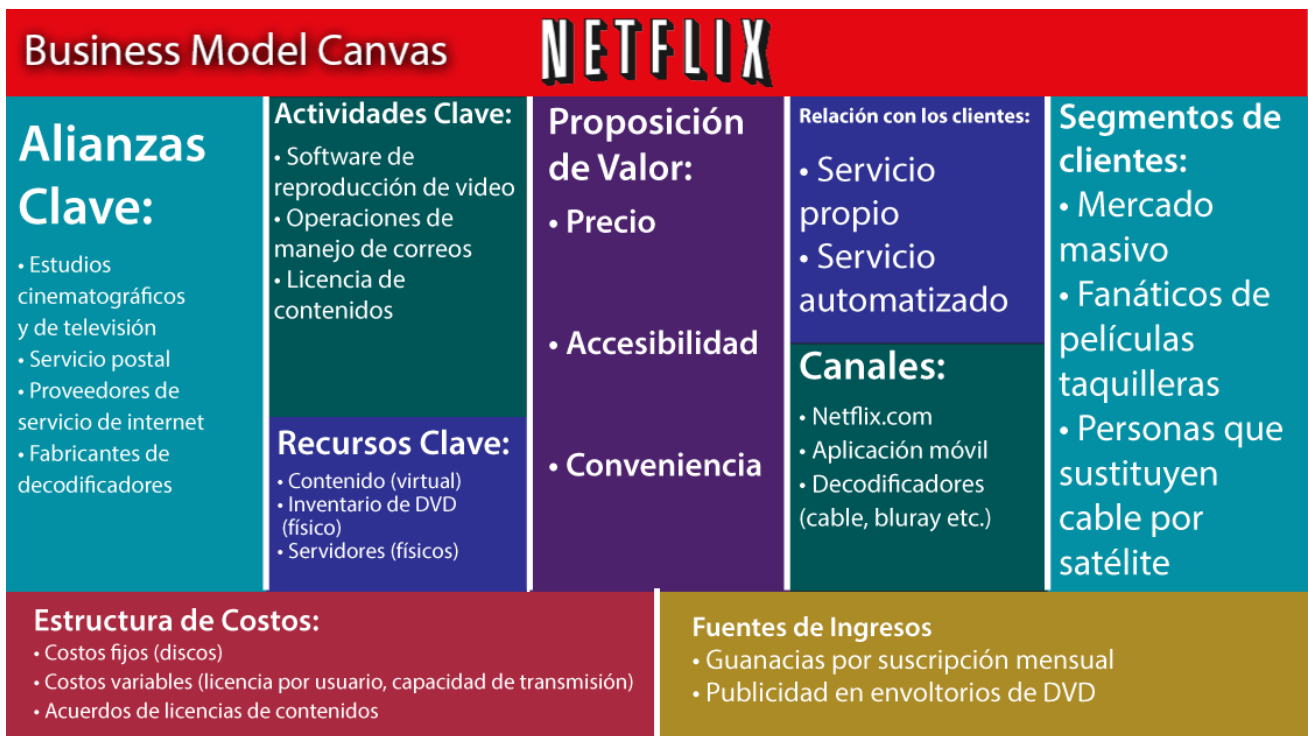 Business Model Canvas
NETFLIX
Alianzas
Clave:
• Estudios
cinematográficos
y de televisión
• Servicio postal
• Proveedores de
servicio de internet
• Fabricantes de
decodificadores
Actividades Clave:
• Software de
reproducción de video
• Operaciones de
manejo de correos
• Licencia de
contenidos
Recursos Clave:
• Contenido (virtual)
• Inventario de DVD
(físico)
• Servidores (físicos)
Proposición
de Valor:
• Precio
• Accesibilidad
• Conveniencia
Relación con los clientes:
• Servicio
propio
• Servicio
automatizado
Canales:
• Netflix.com
• Aplicación móvil
• Decodificadores
(cable, bluray etc.)
Segmentos de
clientes:
• Mercado
masivo
• Fanáticos de
películas
taquilleras
• Personas que
sustituyen
cable por
satélite
Estructura de Costos:
• Costos fijos (discos)
• Costos variables (licencia por usuario, capacidad de transmisión)
• Acuerdos de licencias de contenidos
Fuentes de Ingresos
• Guanacias por suscripción mensual
• Publicidad en envoltorios de DVD